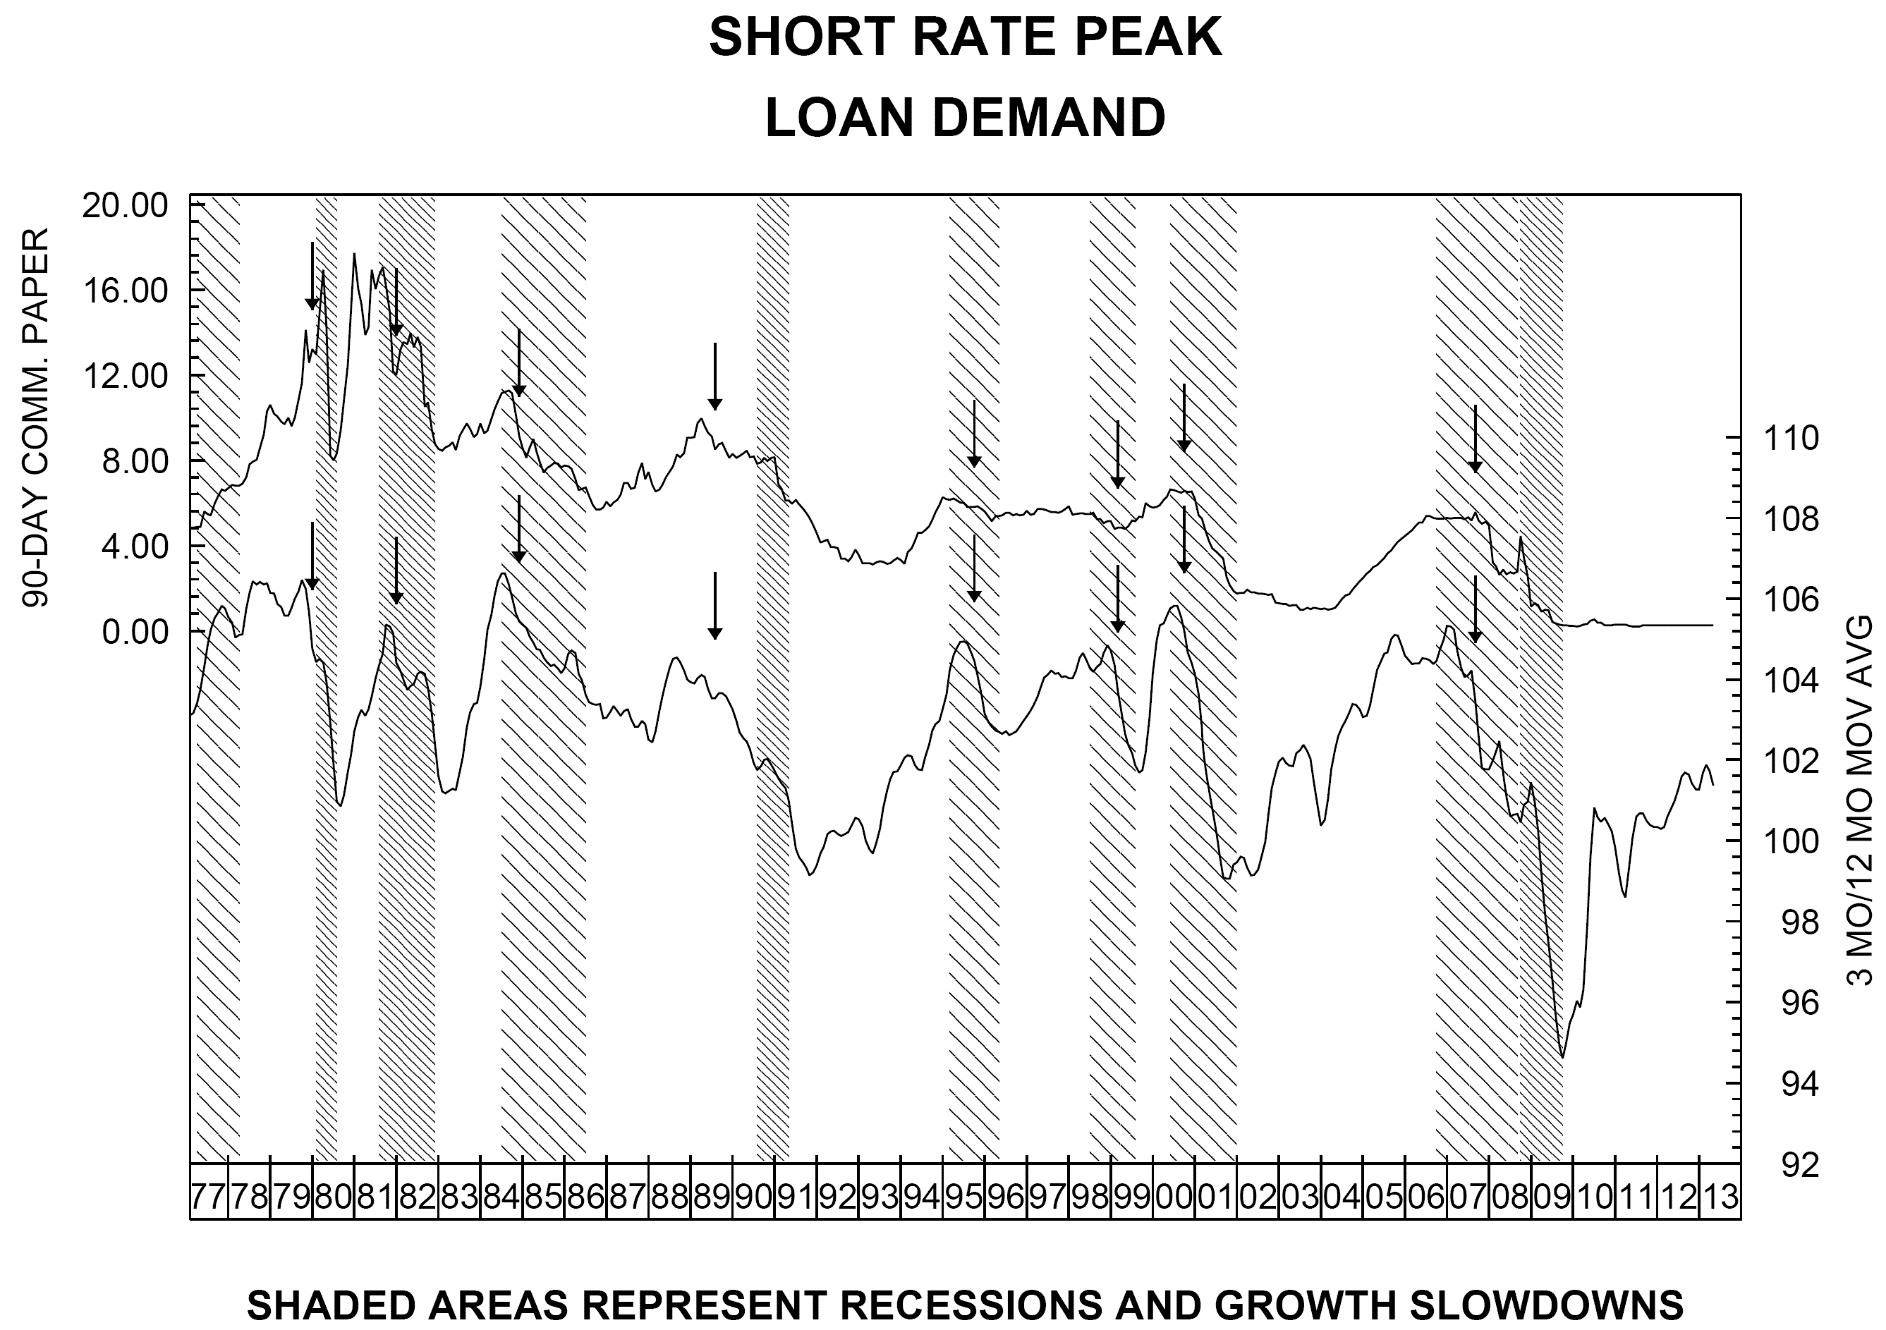 SHORT RATE PEAK
LOAN DEMAND
90-DAY COMM. PAPER
20.00
16.00
12.00
8.00
4.00
0.00
110
108
106
104
102
100
98
96
94
92
3 MO/12 MO MOV AVG
77 78 79 80 81 82 83 84 85 86 87 88 89 90 91 92 93 94 95 96 97 98 99 00 01 02 03 04 05 06 07 08 09 10 11 12 13
SHADED AREAS REPRESENT RECESSIONS AND GROWTH SLOWDOWNS